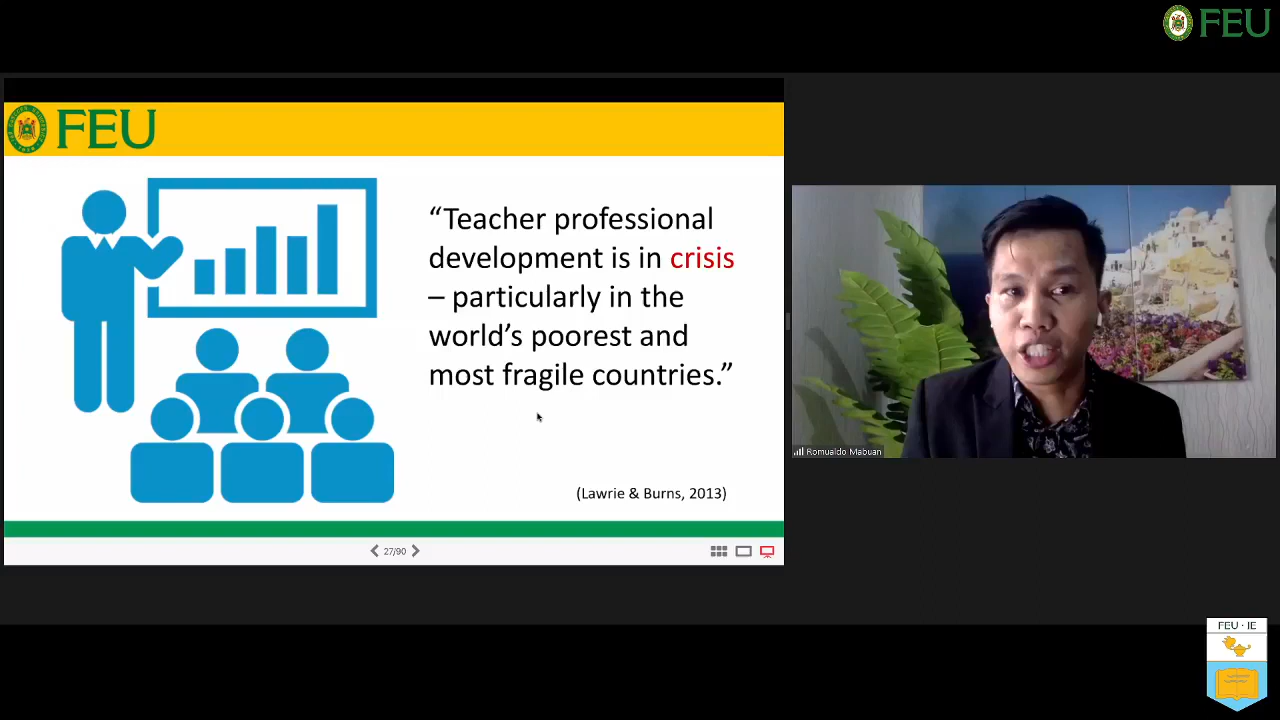 FEU
FEU
“Teacher professional
development is in crisis
– particularly in the
world’s poorest and
most fragile countries.”
(Lawrie & Burns, 2013)
27/90
Romualdo Mabuan
FEU · IE